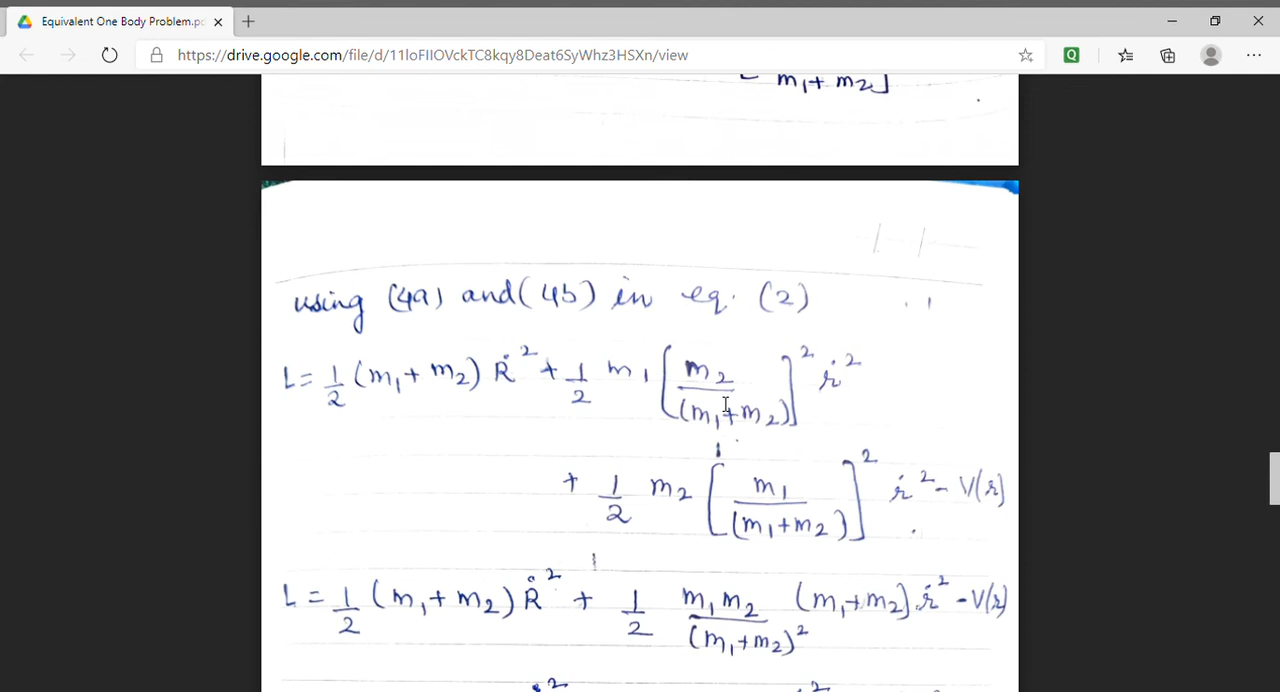 Equivalent One Body Problem.pd
https://drive.google.com/file/d/11loFIIOVckTC8kqy8Deat6SyWhz3HSXn/view
m₁+ m₂]
using (4a) and (4b) in eq. (2)
L = 1/2 (m₁+ m₂) Ṙ² + 1/2 m₁ [m₂/(m₁+m₂)]² ṙ²
+ 1/2 m₂ [m₁/(m₁+m₂)]² ṙ² - V(r)
L = 1/2 (m₁+m₂) Ṙ² + 1/2 m₁m₂/(m₁+m₂)² (m₁+m₂) ṙ² - V(r)